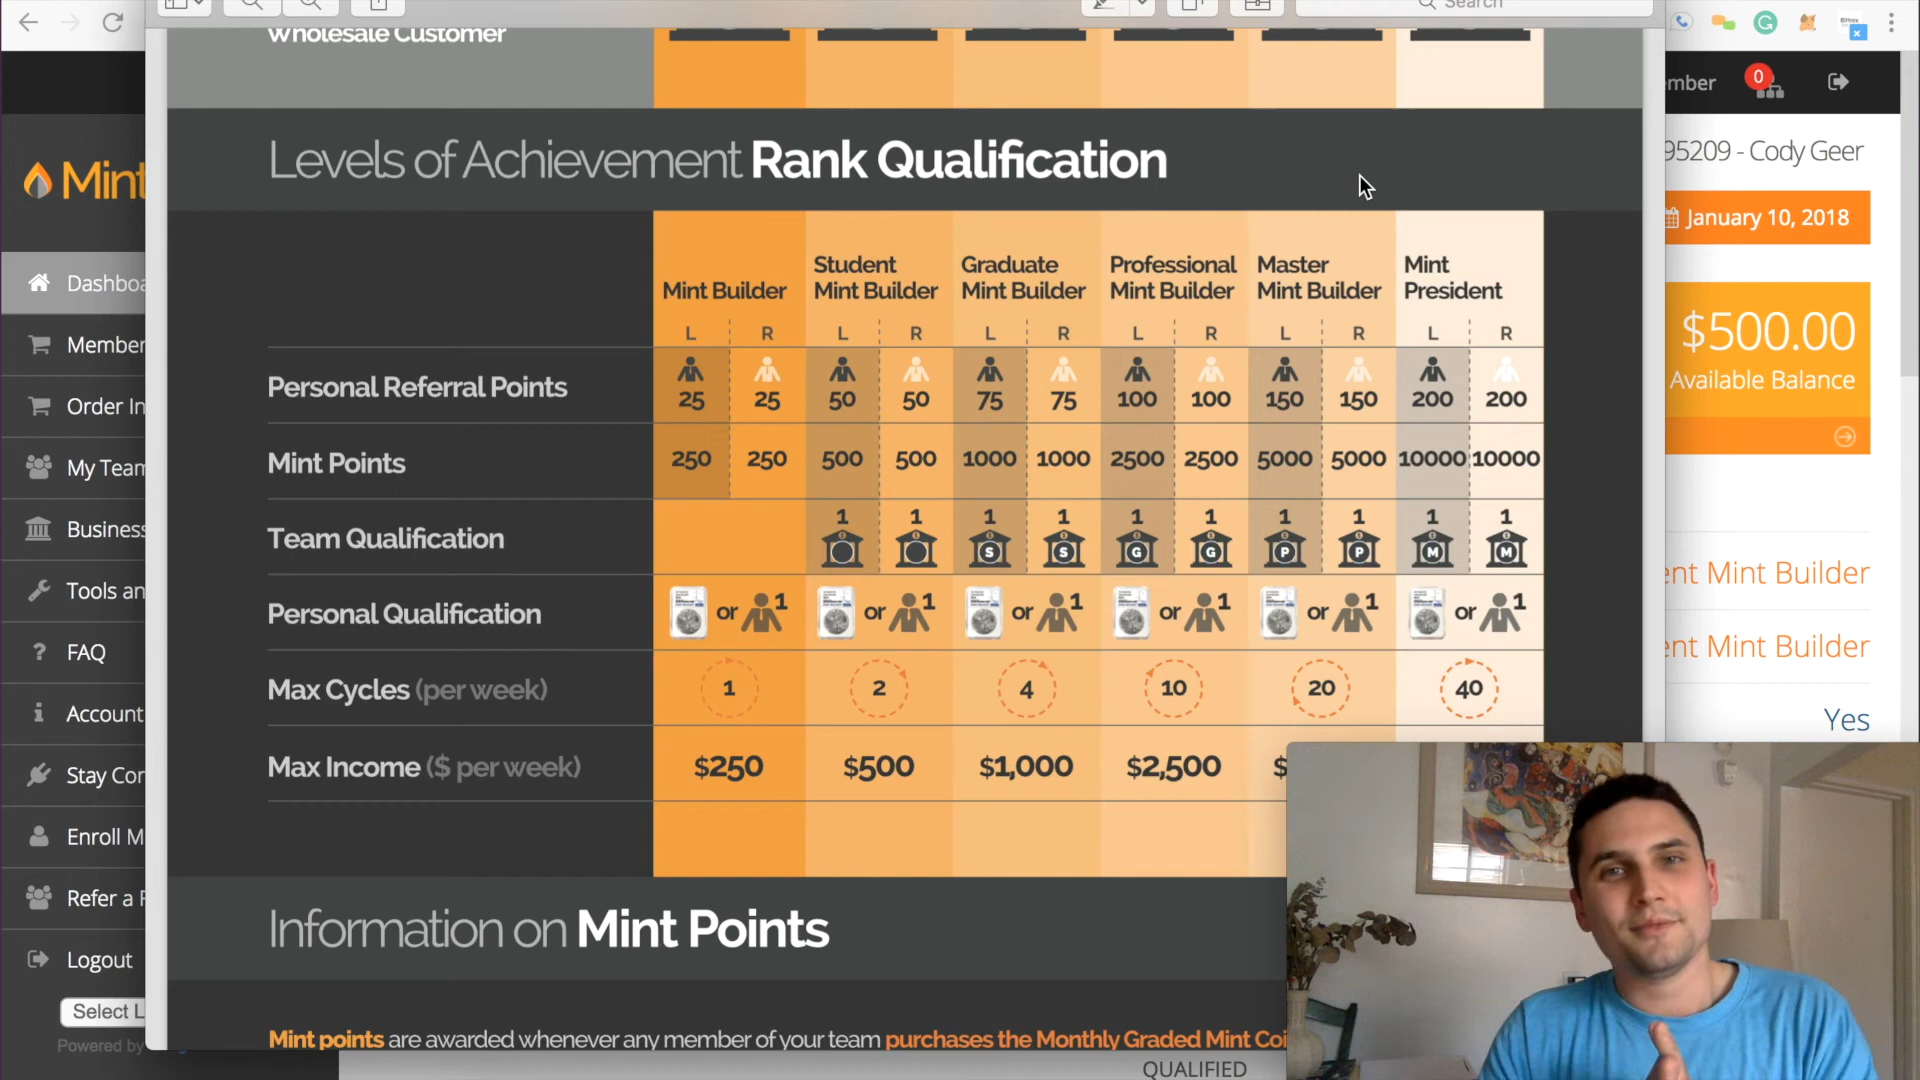 Search
Wholesale Customer
Levels of Achievement Rank Qualification
Mint Builder
Student Mint Builder
Graduate Mint Builder
Professional Mint Builder
Master Mint Builder
Mint President
L R L R L R L R L R L R
Personal Referral Points 25 25 50 50 75 75 100 100 150 150 200 200
Mint Points 250 250 500 500 1000 1000 2500 2500 5000 5000 10000 10000
Team Qualification 1 1 1 S 1 S 1 G 1 G 1 P 1 P 1 M 1 M
Personal Qualification or 1 or 1 or 1 or 1 or 1 or 1
Max Cycles (per week) 1 2 4 10 20 40
Max Income ($ per week) $250 $500 $1,000 $2,500 $
Information on Mint Points
Mint points are awarded whenever any member of your team purchases the Monthly Graded Mint Coi
QUALIFIED
Mint
Dashboa
Member
Order In
My Team
Business
Tools an
FAQ
Account
Stay Cor
Enroll M
Refer a F
Logout
Select L
Powered by
mber 0
95209 - Cody Geer
January 10, 2018
$500.00
Available Balance
ent Mint Builder
ent Mint Builder
Yes